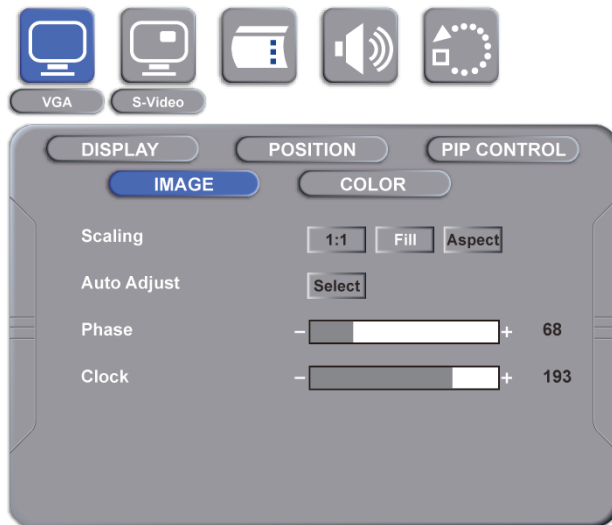 VGA S-Video
DISPLAY POSITION PIP CONTROL
IMAGE COLOR
Scaling 1:1 Fill Aspect
Auto Adjust Select
Phase - + 68
Clock - + 193